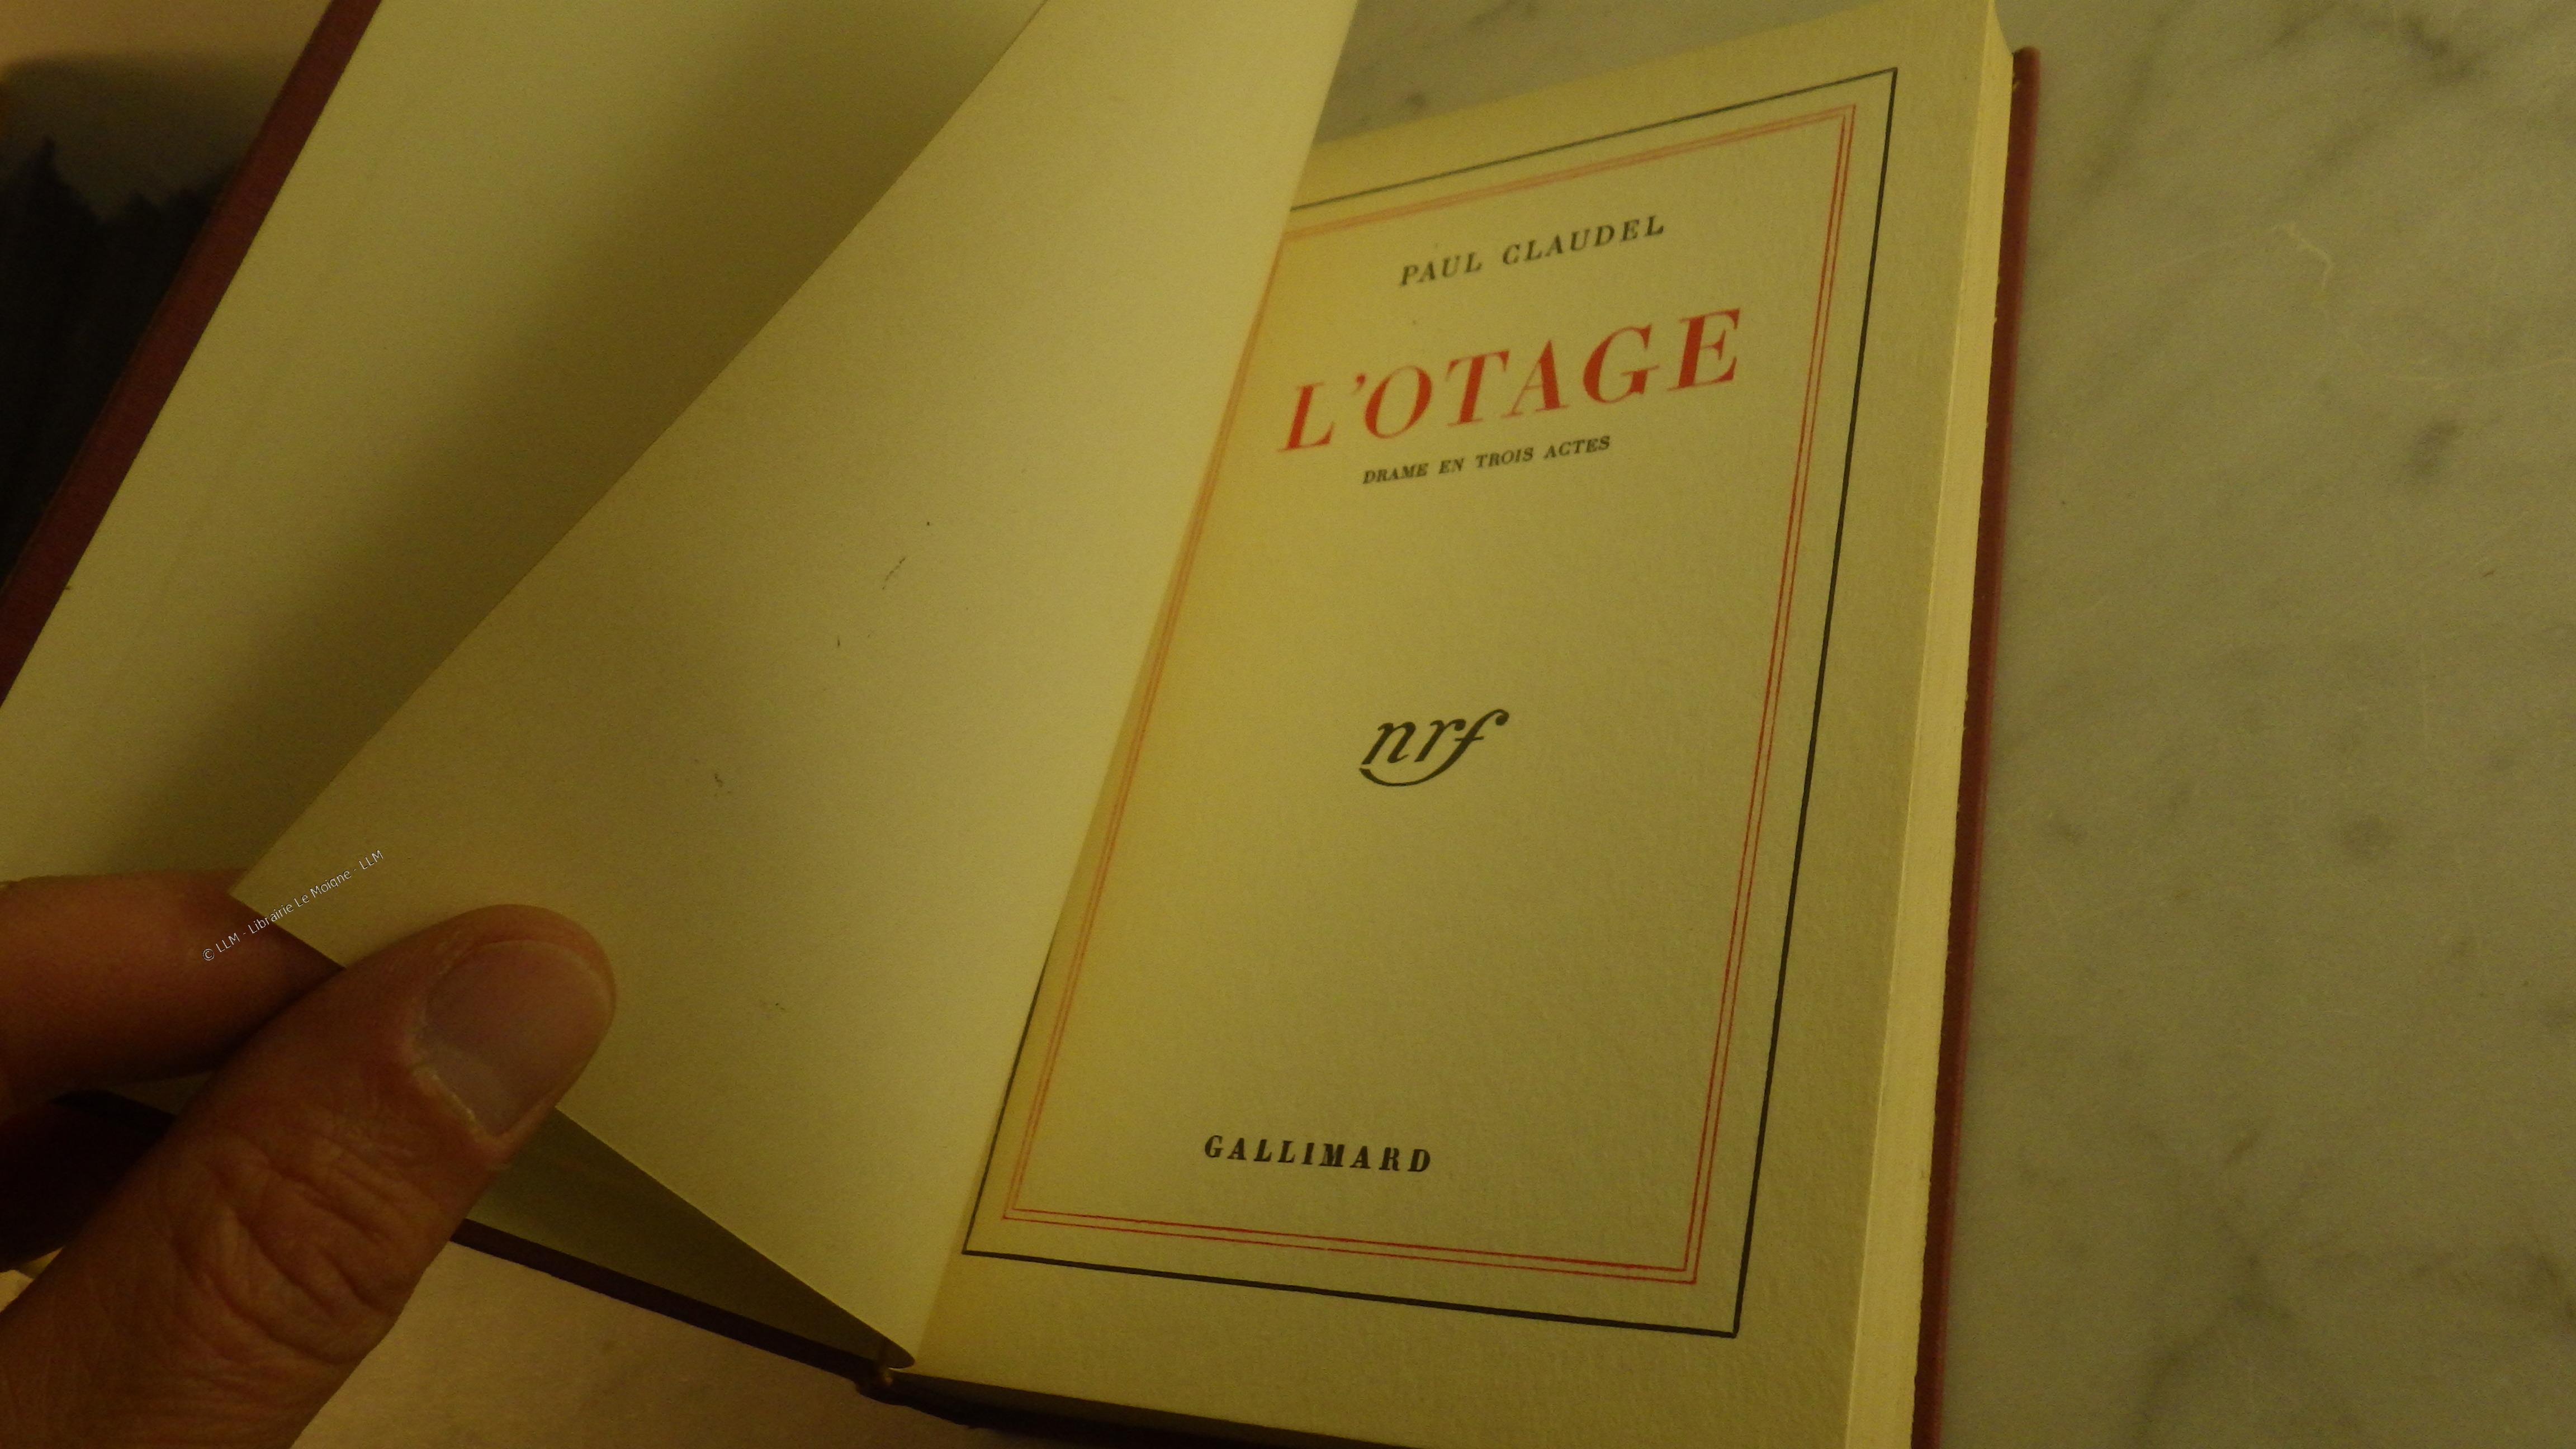 PAUL CLAUDEL
L'OTAGE
DRAME EN TROIS ACTES
nrf
GALLIMARD
© LLM - Librairie Le Moigne - LLM